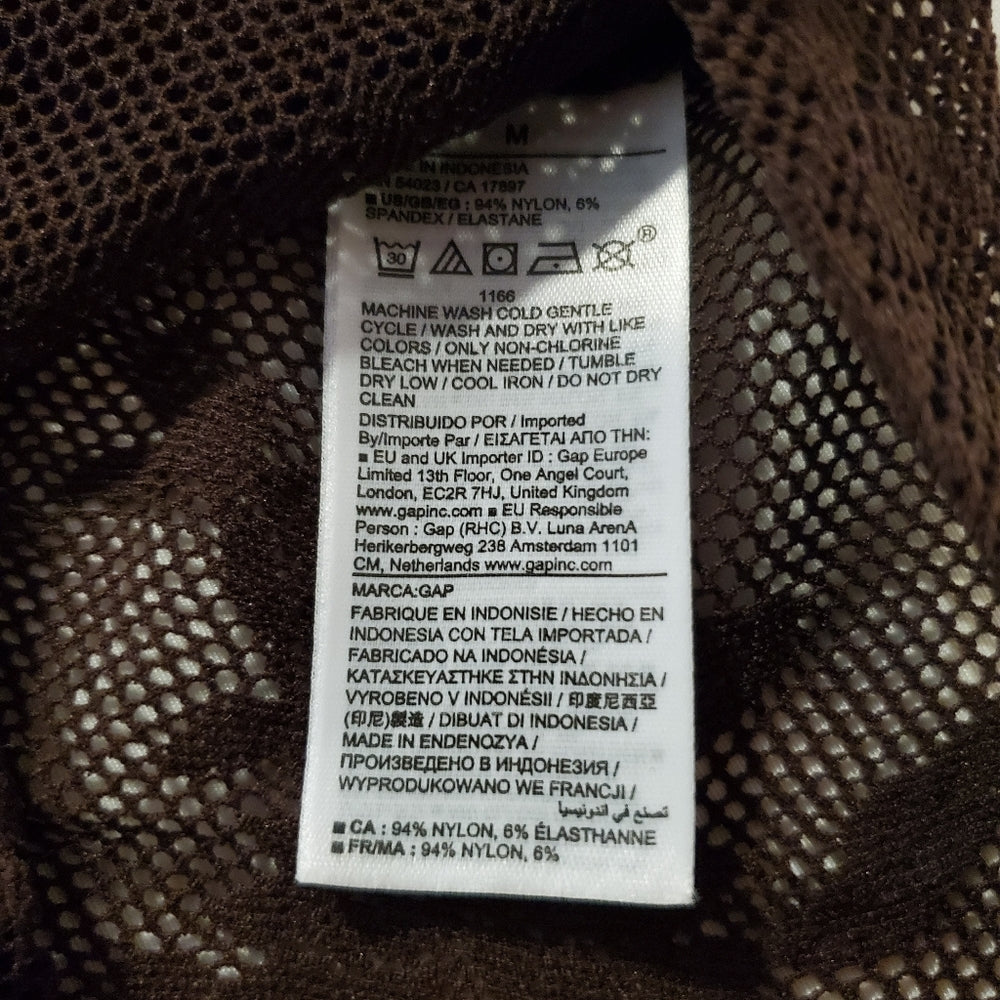 M
IN INDONESIA
54023 / CA 17897
■ US/GB/EG : 94% NYLON, 6%
SPANDEX / ELASTANE
30
®
1166
MACHINE WASH COLD GENTLE
CYCLE / WASH AND DRY WITH LIKE
COLORS / ONLY NON-CHLORINE
BLEACH WHEN NEEDED / TUMBLE
DRY LOW / COOL IRON / DO NOT DRY
CLEAN
DISTRIBUIDO POR / Imported
By/Importe Par / ΕΙΣΑΓΕΤΑΙ ΑΠΟ ΤΗΝ:
■ EU and UK Importer ID : Gap Europe
Limited 13th Floor, One Angel Court,
London, EC2R 7HJ, United Kingdom
www.gapinc.com ■ EU Responsible
Person : Gap (RHC) B.V. Luna ArenA
Herikerbergweg 238 Amsterdam 1101
CM, Netherlands www.gapinc.com
MARCA:GAP
FABRIQUE EN INDONISIE / HECHO EN
INDONESIA CON TELA IMPORTADA /
FABRICADO NA INDONÉSIA /
ΚΑΤΑΣΚΕΥΑΣΤΗΚΕ ΣΤΗΝ ΙΝΔΟΝΗΣΙΑ /
VYROBENO V INDONÉSII / 印度尼西亞
(印尼)製造 / DIBUAT DI INDONESIA /
MADE IN ENDENOZYA /
ПРОИЗВЕДЕНО В ИНДОНЕЗИЯ /
WYPRODUKOWANO WE FRANCJI /
تصنع في اندونيسيا
■ CA : 94% NYLON, 6% ÉLASTHANNE
■ FR/MA : 94% NYLON, 6%